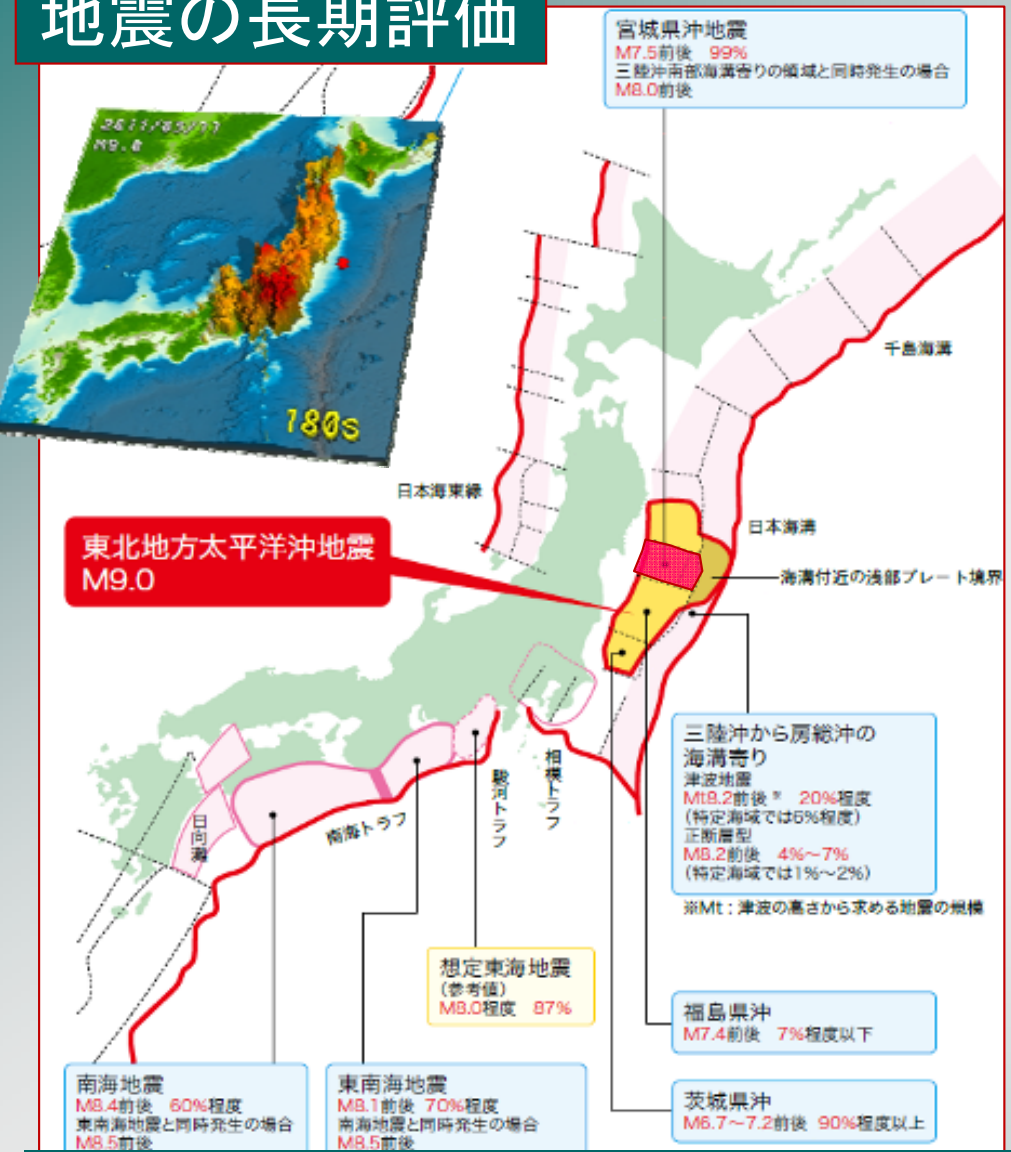 地震の長期評価
宮城県沖地震
M7.5前後 99%
三陸沖南部海溝寄りの領域と同時発生の場合
M8.0前後
2011/03/11
M9.0
180s
千島海溝
日本海東縁
日本海溝
東北地方太平洋沖地震
M9.0
海溝付近の浅部プレート境界
三陸沖から房総沖の
海溝寄り
津波地震
Mt8.2前後※ 20%程度
(特定海域では6%程度)
正断層型
M8.2前後 4%～7%
(特定海域では1%～2%)
※Mt：津波の高さから求める地震の規模
相模トラフ
駿河トラフ
南海トラフ
日向灘
想定東海地震
(参考値)
M8.0程度 87%
福島県沖
M7.4前後 7%程度以下
茨城県沖
M6.7～7.2前後 90%程度以上
南海地震
M8.4前後 60%程度
東南海地震と同時発生の場合
M8.5前後
東南海地震
M8.1前後 70%程度
南海地震と同時発生の場合
M8.5前後